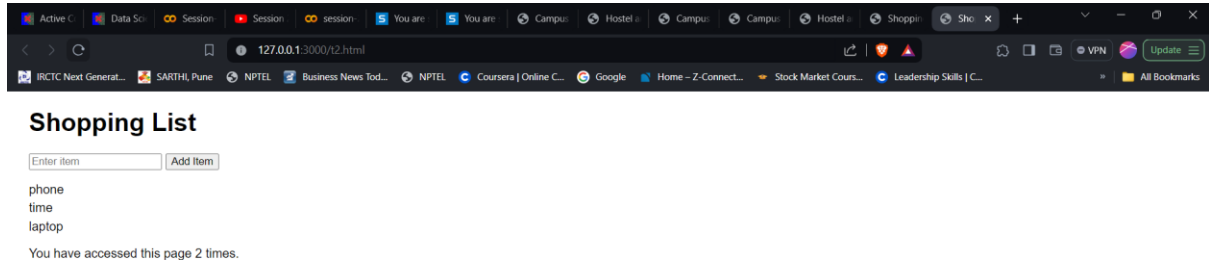 Active C Data Sci Session Session session- You are You are Campus Hostel a Campus Campus Hostel a Shoppin Sho
127.0.0.1:3000/t2.html VPN Update
IRCTC Next Generat... SARTHI, Pune NPTEL Business News Tod... NPTEL Coursera | Online C... Google Home – Z-Connect... Stock Market Cours... Leadership Skills | C... All Bookmarks
Shopping List
Enter item Add Item
phone
time
laptop
You have accessed this page 2 times.